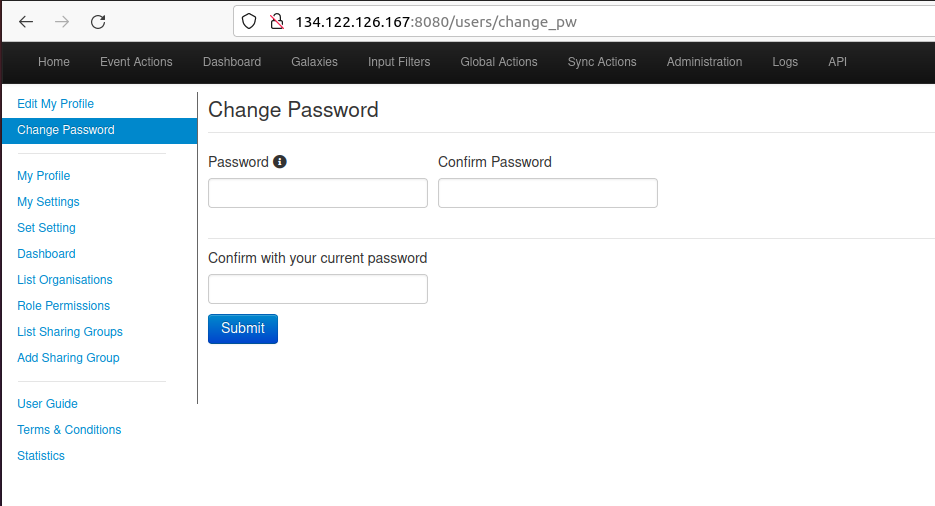 134.122.126.167:8080/users/change_pw
Home Event Actions Dashboard Galaxies Input Filters Global Actions Sync Actions Administration Logs API
Edit My Profile
Change Password
My Profile
My Settings
Set Setting
Dashboard
List Organisations
Role Permissions
List Sharing Groups
Add Sharing Group
User Guide
Terms & Conditions
Statistics
Change Password
Password Confirm Password
Confirm with your current password
Submit